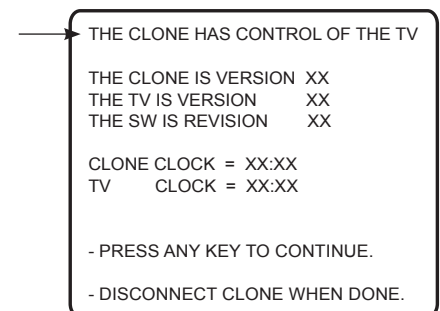 THE CLONE HAS CONTROL OF THE TV
THE CLONE IS VERSION XX
THE TV IS VERSION XX
THE SW IS REVISION XX
CLONE CLOCK = XX:XX
TV CLOCK = XX:XX
- PRESS ANY KEY TO CONTINUE.
- DISCONNECT CLONE WHEN DONE.